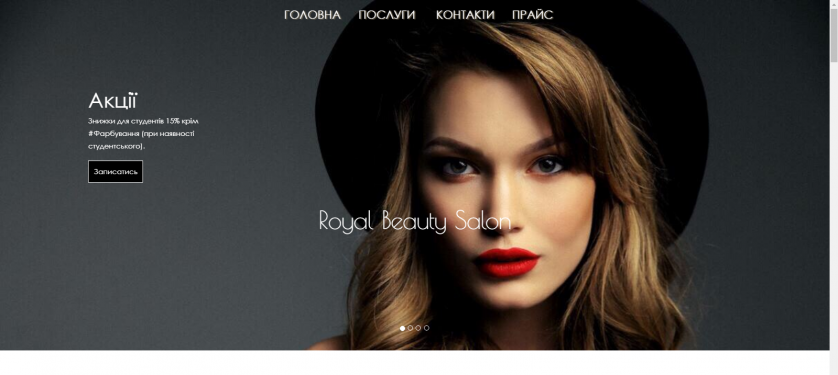 ГОЛОВНА ПОСЛУГИ КОНТАКТИ ПРАЙС
Акції
Знижки для студентів 15% крім
#Фарбування (при наявності
студентського).
Записатись
Royal Beauty Salon